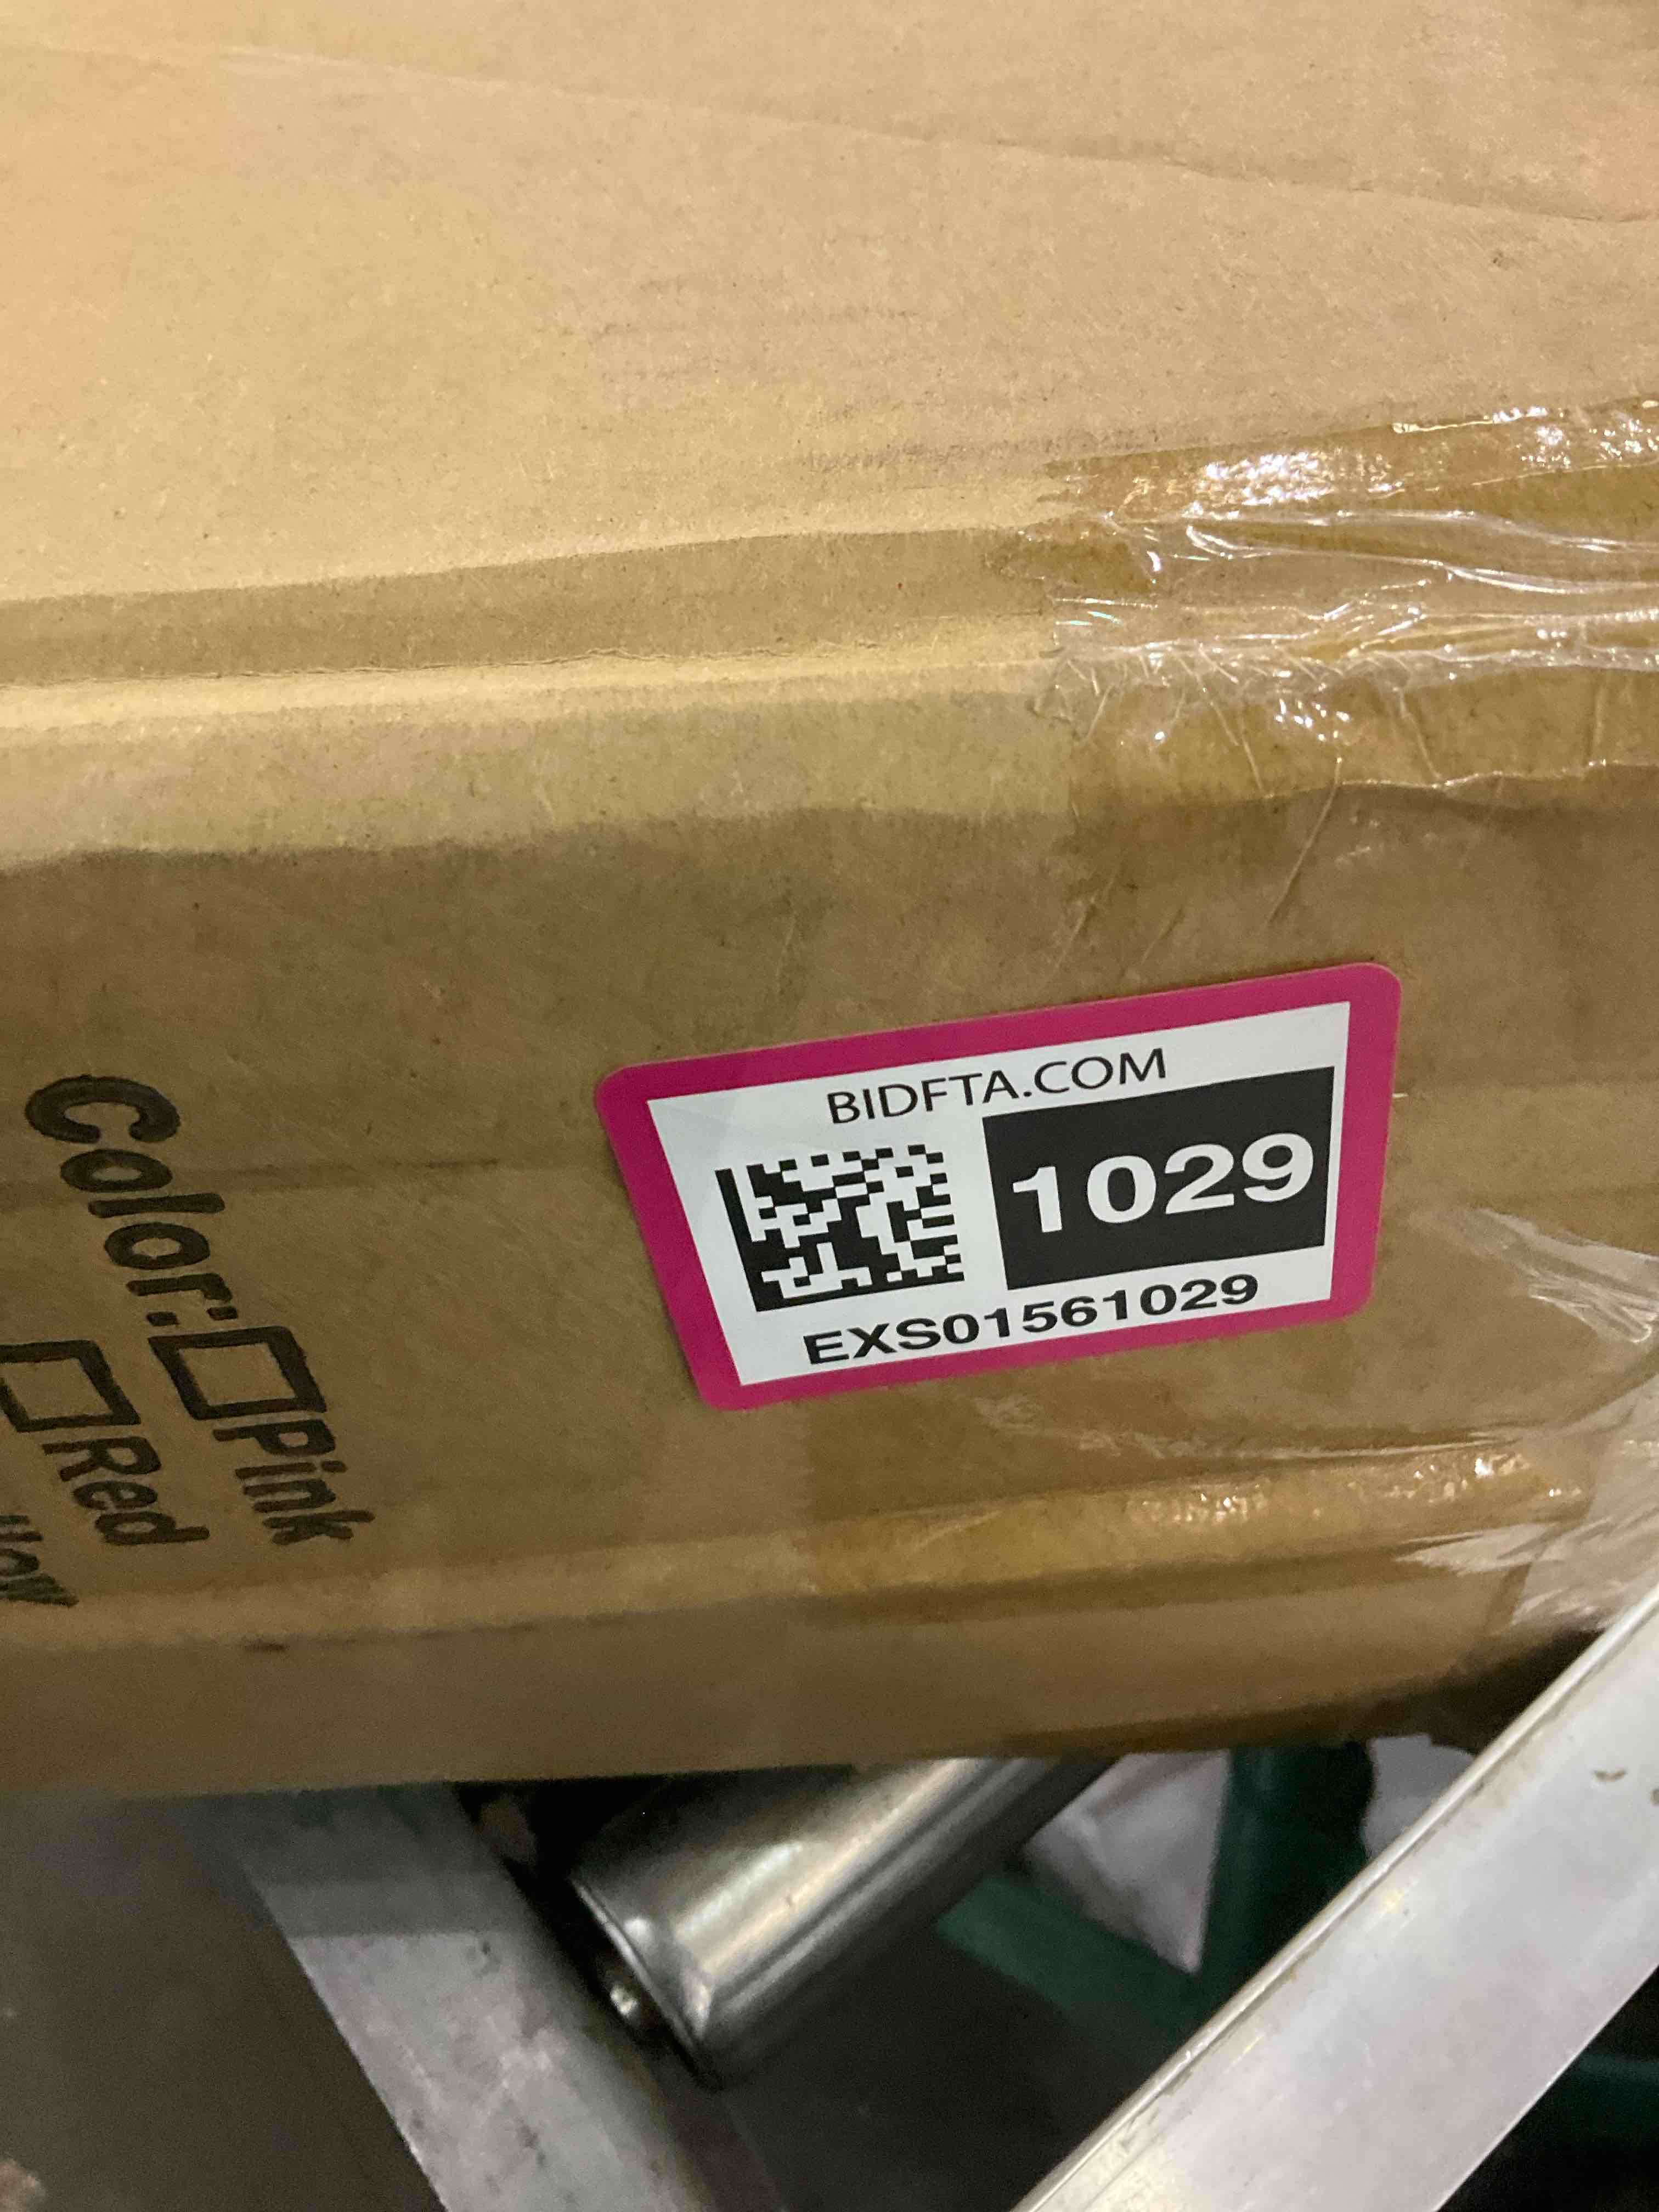 BIDFTA.COM
1029
EXS01561029
Color: Pink
Red